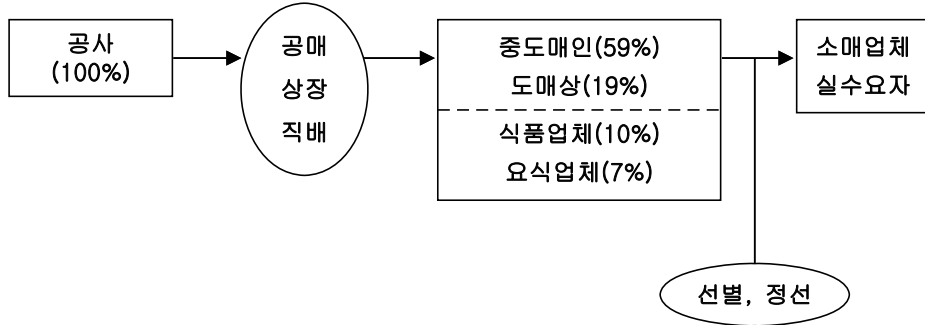 공사
(100%)
공매
상장
직배
중도매인(59%)
도매상(19%)
식품업체(10%)
요식업체(7%)
소매업체
실수요자
선별, 정선